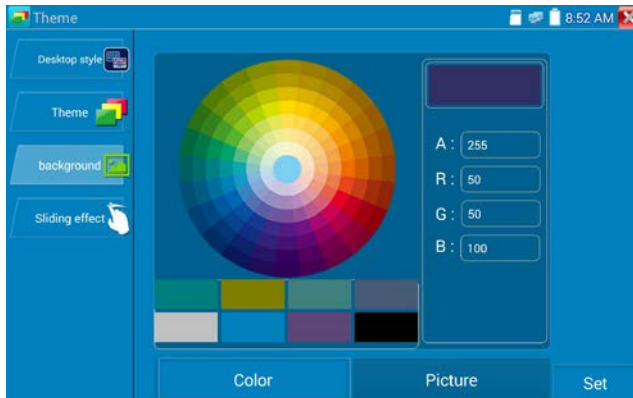 Theme
8:52 AM
Desktop style
Theme
background
Sliding effect
A : 255
R : 50
G : 50
B : 100
Color
Picture
Set